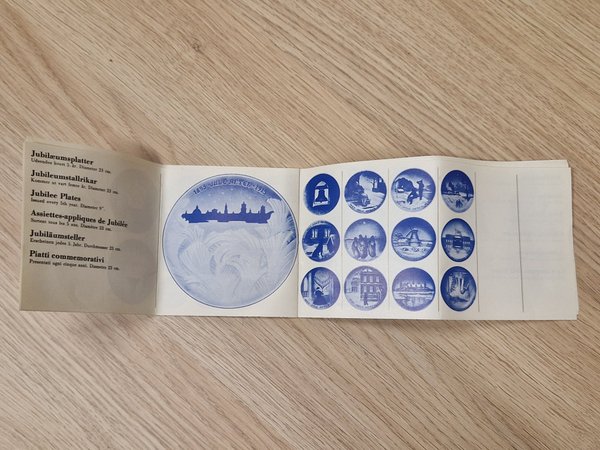 Jubilæumsplatter
Udsendes hvert 5. år. Diameter 23 cm.
Jubileumstallrikar
Kommer ut vart femte år. Diameter 23 cm.
Jubilee Plates
Issued every 5th year. Diameter 9".
Assiettes-appliques de Jubilée
Sortent tous les 5 ans. Diamètre 23 cm.
Jubiläumsteller
Erscheinen jedes 5. Jahr. Durchmesser 23 cm.
Piatti commemorativi
Presentati ogni cinque anni. Diametro 23 cm.